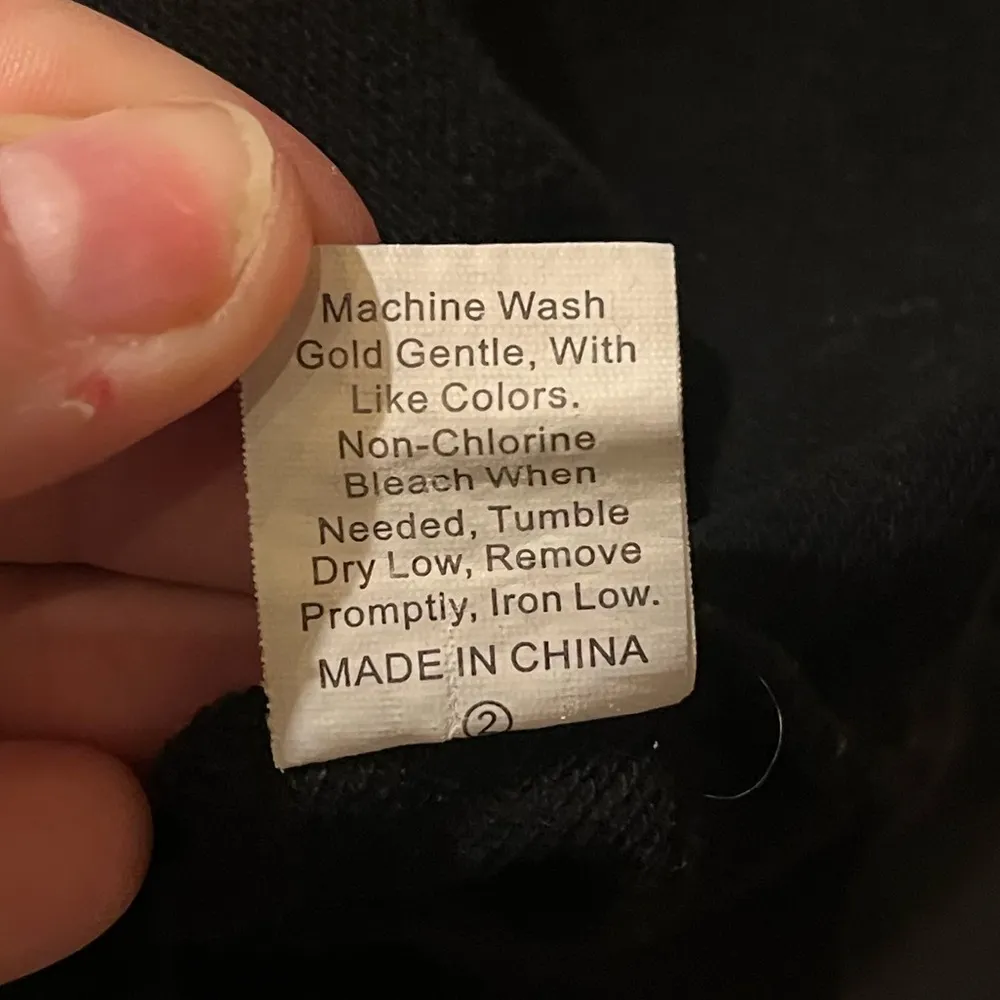 Machine Wash
Gold Gentle, With
Like Colors.
Non-Chlorine
Bleach When
Needed, Tumble
Dry Low, Remove
Promptiy, Iron Low.
MADE IN CHINA
②